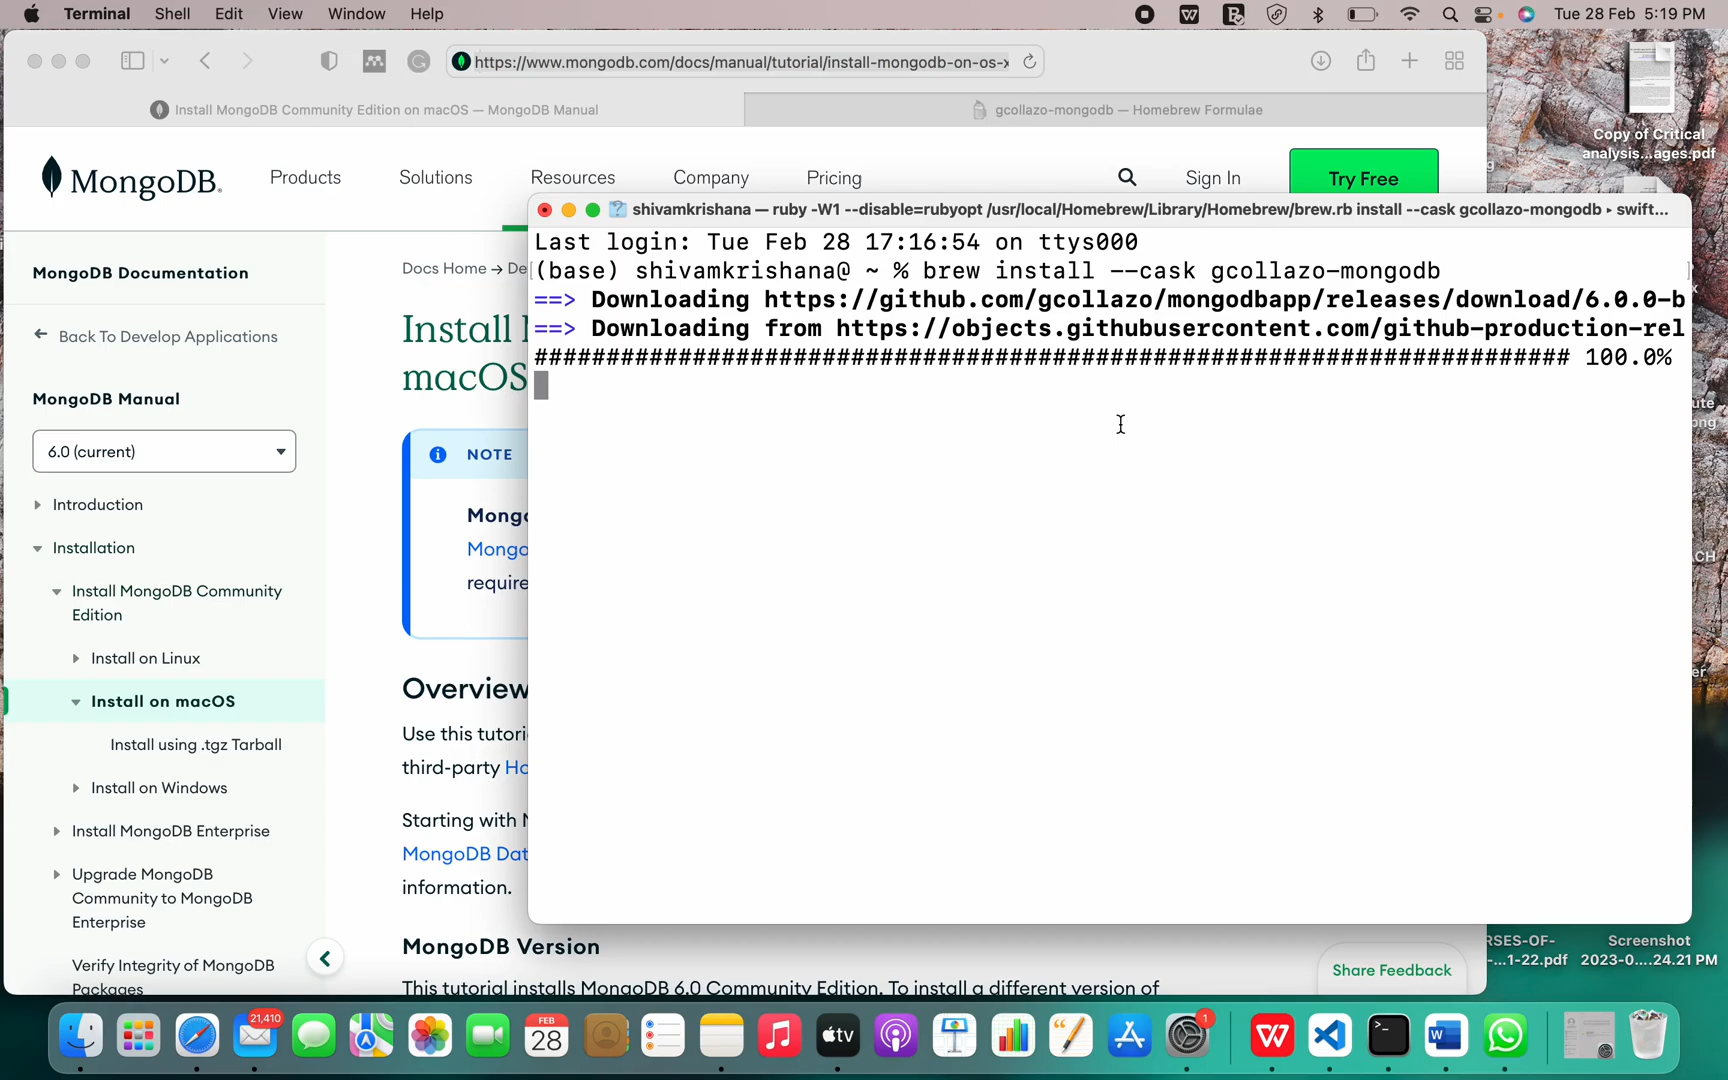 Terminal Shell Edit View Window Help
Tue 28 Feb 5:19 PM
https://www.mongodb.com/docs/manual/tutorial/install-mongodb-on-os-x
Install MongoDB Community Edition on macOS — MongoDB Manual
gcollazo-mongodb — Homebrew Formulae
MongoDB.
Products Solutions Resources Company Pricing Sign In Try Free
MongoDB Documentation
Back To Develop Applications
MongoDB Manual
6.0 (current)
Introduction
Installation
Install MongoDB Community
Edition
Install on Linux
Install on macOS
Install using .tgz Tarball
Install on Windows
Install MongoDB Enterprise
Upgrade MongoDB
Community to MongoDB
Enterprise
Verify Integrity of MongoDB
Packages
Docs Home → De
Install
macOS
NOTE
Mongo
Mongo
require
Overview
Use this tutori
third-party Ho
Starting with
MongoDB Dat
information.
MongoDB Version
This tutorial installs MongoDB 6.0 Community Edition. To install a different version of
Share Feedback
shivamkrishana — ruby -W1 --disable=rubyopt /usr/local/Homebrew/Library/Homebrew/brew.rb install --cask gcollazo-mongodb ▸ swift...
Last login: Tue Feb 28 17:16:54 on ttys000
(base) shivamkrishana@ ~ % brew install --cask gcollazo-mongodb
==> Downloading https://github.com/gcollazo/mongodbapp/releases/download/6.0.0-b
==> Downloading from https://objects.githubusercontent.com/github-production-rel
######################################################################## 100.0%
Copy of Critical
analysis...ages.pdf
RSES-OF-
...1-22.pdf
Screenshot
2023-0....24.21 PM
21,410
FEB
28
tv
1